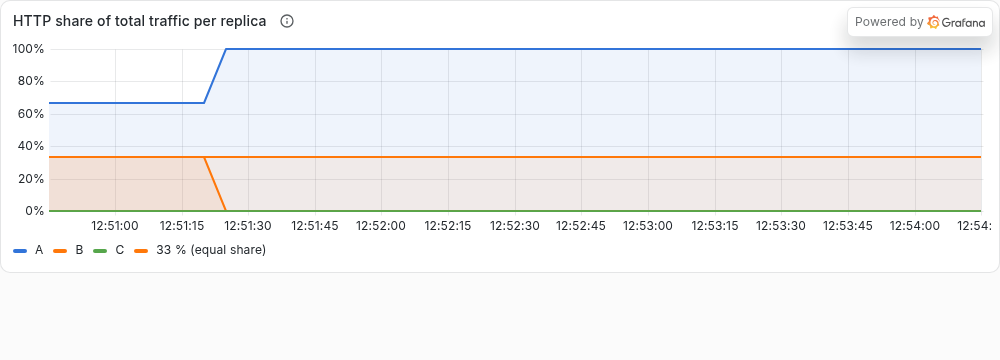 HTTP share of total traffic per replica
Powered by Grafana
100%
80%
60%
40%
20%
0%
12:51:00 12:51:15 12:51:30 12:51:45 12:52:00 12:52:15 12:52:30 12:52:45 12:53:00 12:53:15 12:53:30 12:53:45 12:54:00 12:54:
A B C 33 % (equal share)